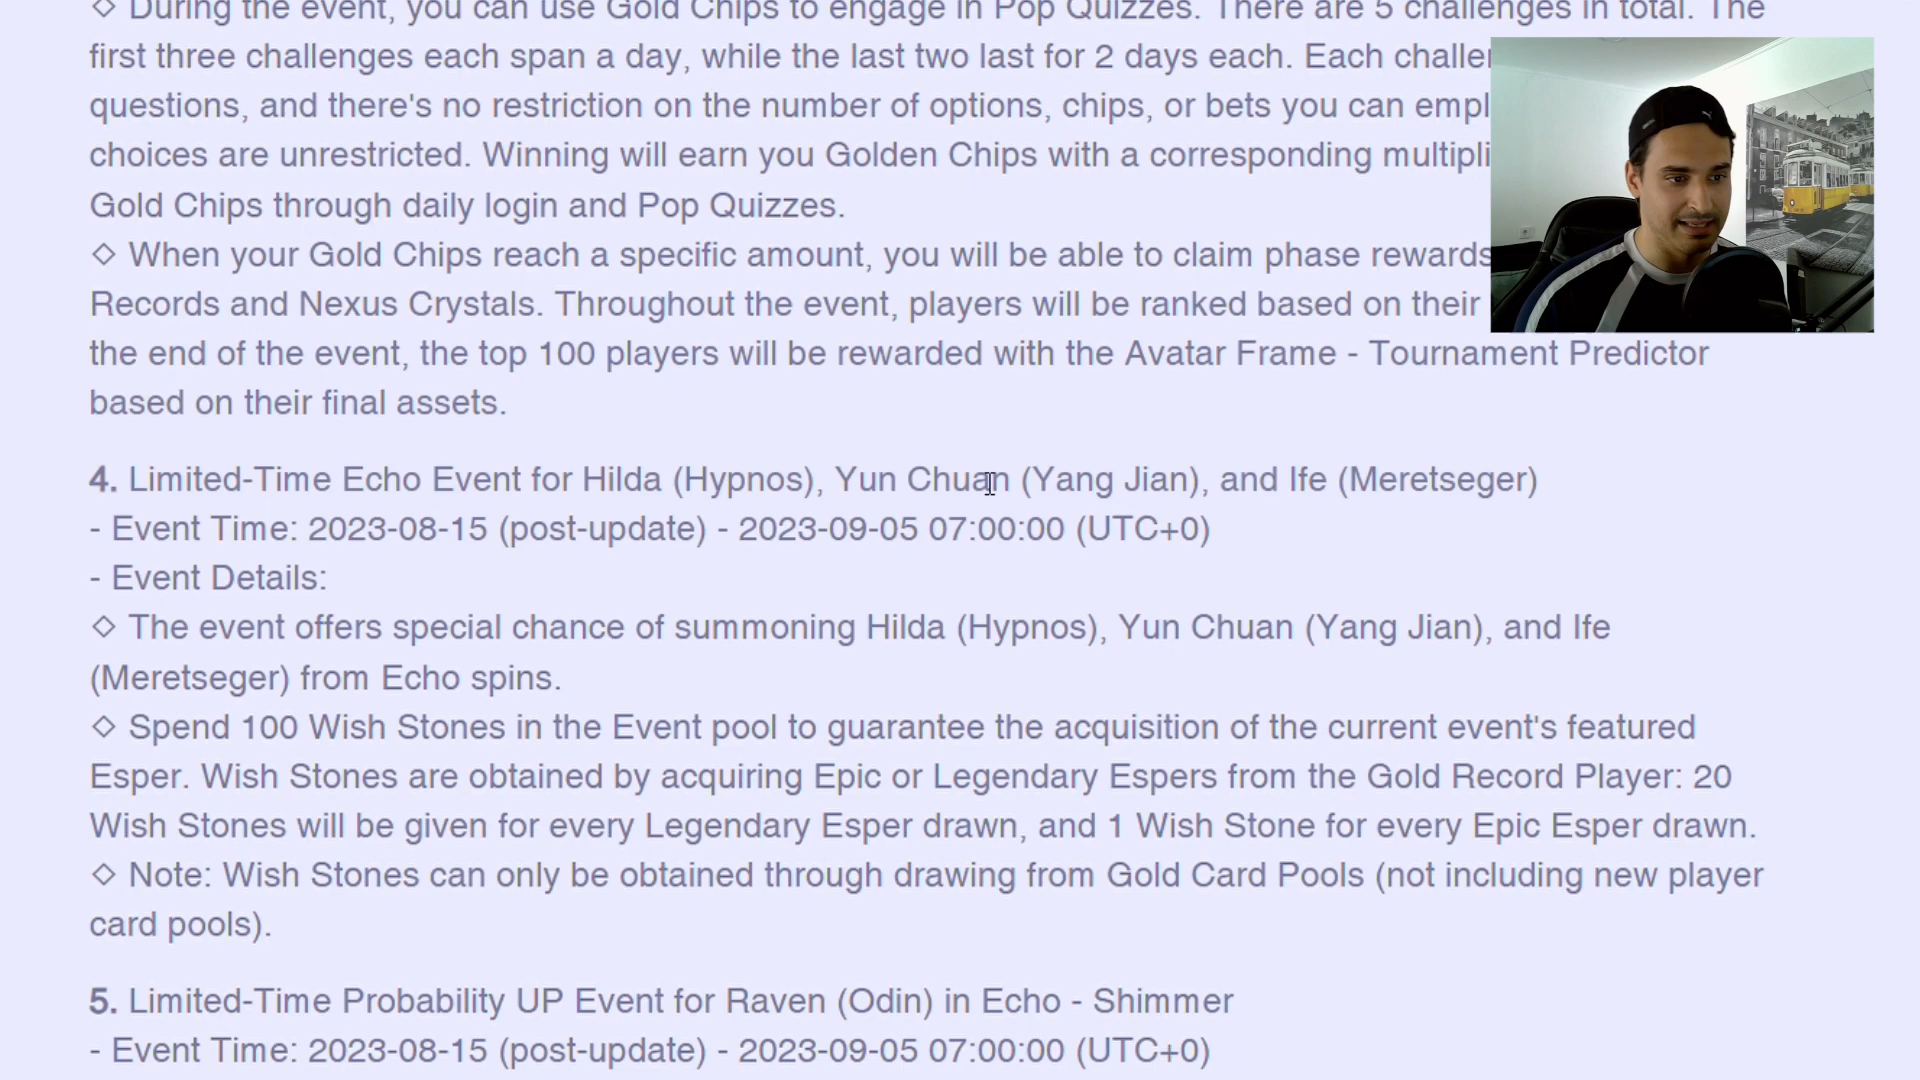 ◇ During the event, you can use Gold Chips to engage in Pop Quizzes. There are 5 challenges in total. The
first three challenges each span a day, while the last two last for 2 days each. Each
questions, and there's no restriction on the number of options, chips, or bets you can
choices are unrestricted. Winning will earn you Golden Chips with a corresponding
Gold Chips through daily login and Pop Quizzes.
◇ When your Gold Chips reach a specific amount, you will be able to claim phase rewards
Records and Nexus Crystals. Throughout the event, players will be ranked based on their
the end of the event, the top 100 players will be rewarded with the Avatar Frame - Tournament Predictor
based on their final assets.
4. Limited-Time Echo Event for Hilda (Hypnos), Yun Chuan (Yang Jian), and Ife (Meretseger)
- Event Time: 2023-08-15 (post-update) - 2023-09-05 07:00:00 (UTC+0)
- Event Details:
◇ The event offers special chance of summoning Hilda (Hypnos), Yun Chuan (Yang Jian), and Ife
(Meretseger) from Echo spins.
◇ Spend 100 Wish Stones in the Event pool to guarantee the acquisition of the current event's featured
Esper. Wish Stones are obtained by acquiring Epic or Legendary Espers from the Gold Record Player: 20
Wish Stones will be given for every Legendary Esper drawn, and 1 Wish Stone for every Epic Esper drawn.
◇ Note: Wish Stones can only be obtained through drawing from Gold Card Pools (not including new player
card pools).
5. Limited-Time Probability UP Event for Raven (Odin) in Echo - Shimmer
- Event Time: 2023-08-15 (post-update) - 2023-09-05 07:00:00 (UTC+0)